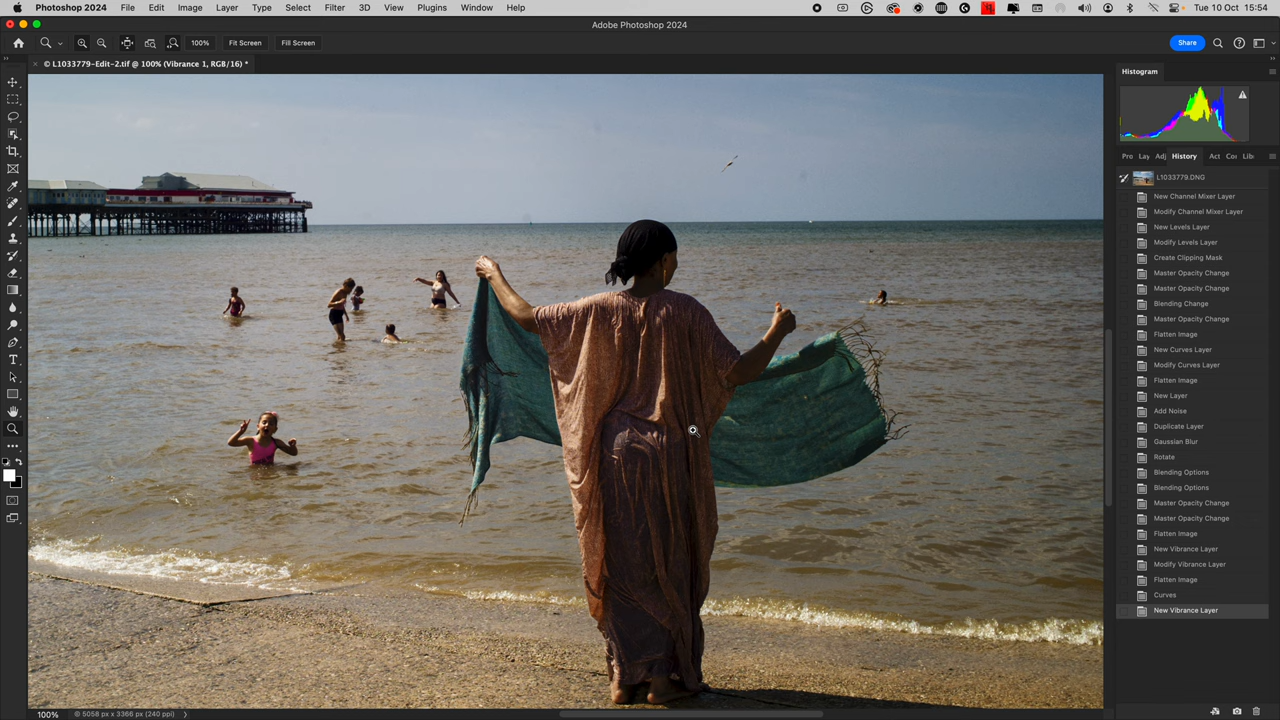 Photoshop 2024 File Edit Image Layer Type Select Filter 3D View Plugins Window Help Tue 10 Oct 15:54
Adobe Photoshop 2024
100% Fit Screen Fill Screen Share
© L1033779-Edit-2.tif @ 100% (Vibrance 1, RGB/16) *
Histogram
Pro Lay Adj History Act Co Lib
L1033779.DNG
New Channel Mixer Layer
Modify Channel Mixer Layer
New Levels Layer
Modify Levels Layer
Create Clipping Mask
Master Opacity Change
Master Opacity Change
Blending Change
Master Opacity Change
Flatten Image
New Curves Layer
Modify Curves Layer
Flatten Image
New Layer
Add Noise
Duplicate Layer
Gaussian Blur
Rotate
Blending Options
Blending Options
Master Opacity Change
Master Opacity Change
Flatten Image
New Vibrance Layer
Modify Vibrance Layer
Flatten Image
Curves
New Vibrance Layer
100% © 5058 px x 3366 px (240 ppi)